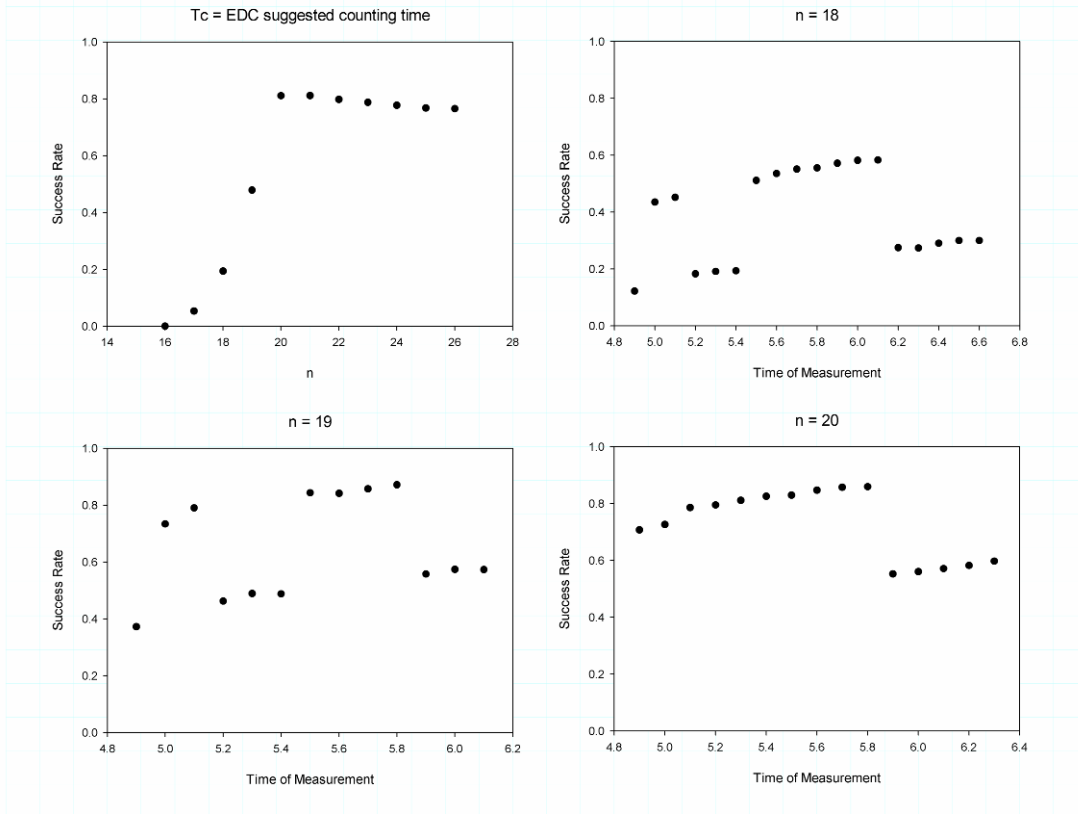 Tc = EDC suggested counting time
1.0
0.8
0.6
0.4
0.2
0.0
Success Rate
14 16 18 20 22 24 26 28
n
n = 18
1.0
0.8
0.6
0.4
0.2
0.0
Success Rate
4.8 5.0 5.2 5.4 5.6 5.8 6.0 6.2 6.4 6.6 6.8
Time of Measurement
n = 19
1.0
0.8
0.6
0.4
0.2
0.0
Success Rate
4.8 5.0 5.2 5.4 5.6 5.8 6.0 6.2
Time of Measurement
n = 20
1.0
0.8
0.6
0.4
0.2
0.0
Success Rate
4.8 5.0 5.2 5.4 5.6 5.8 6.0 6.2 6.4
Time of Measurement